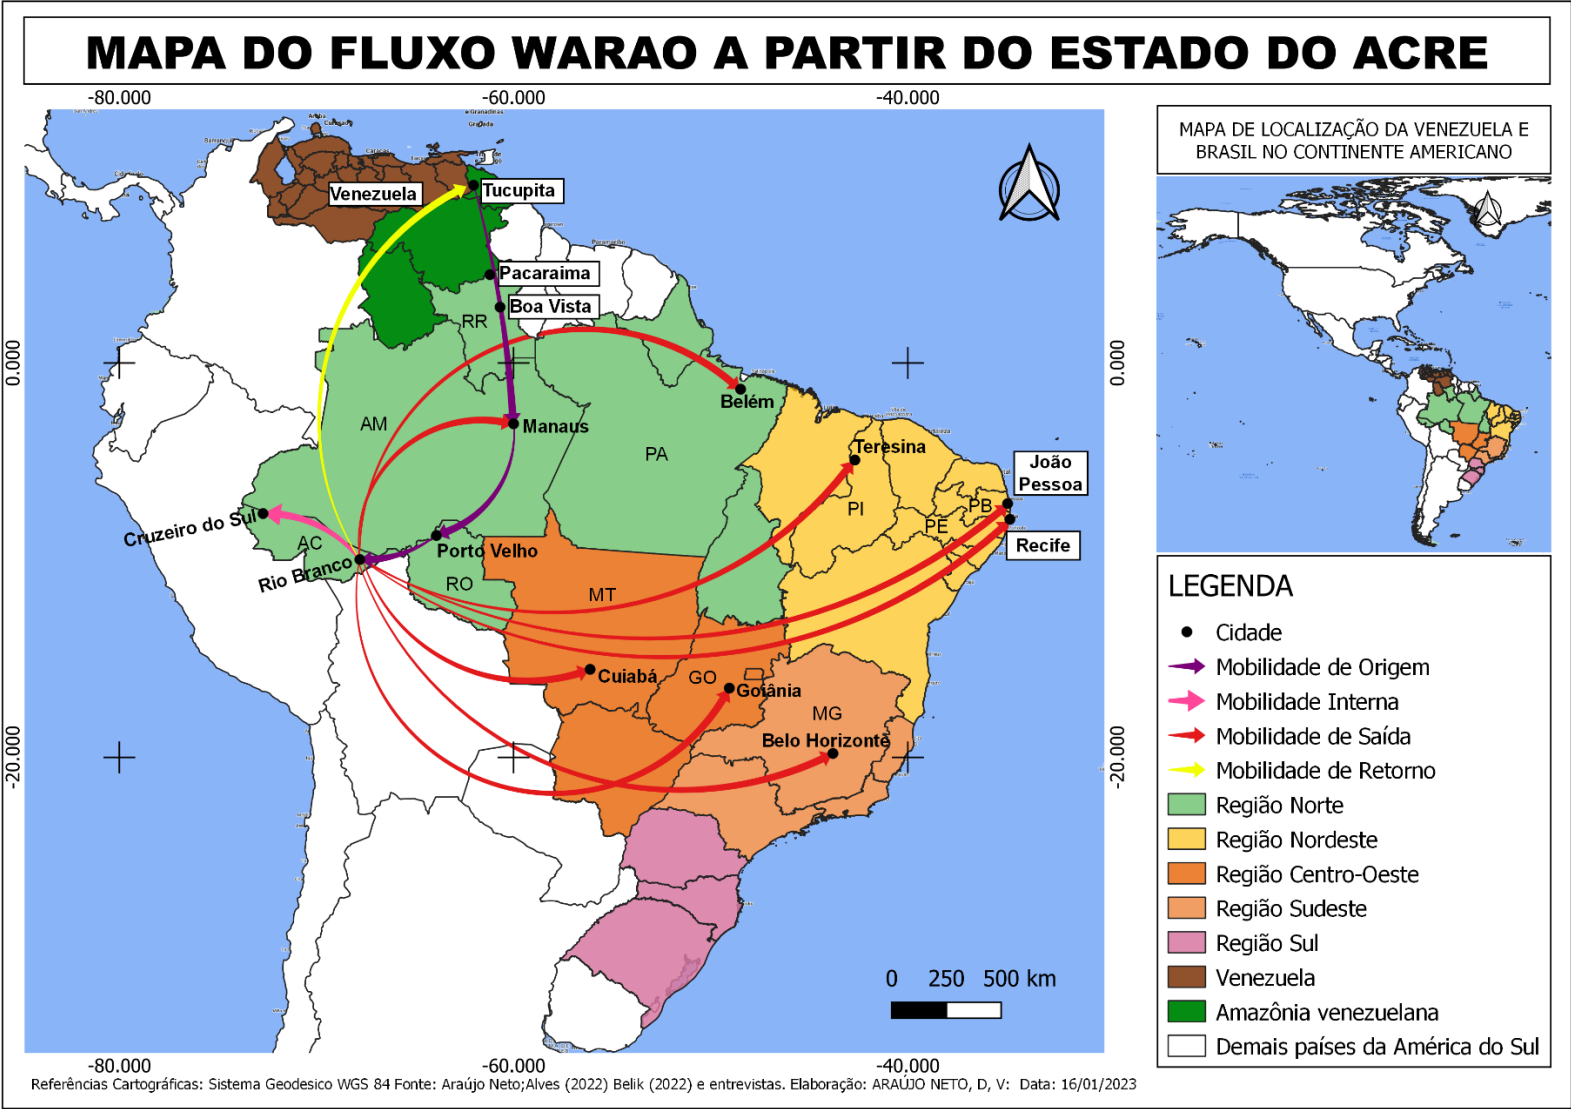 MAPA DO FLUXO WARAO A PARTIR DO ESTADO DO ACRE
-80.000
-60.000
-40.000
MAPA DE LOCALIZAÇÃO DA VENEZUELA E
BRASIL NO CONTINENTE AMERICANO
Venezuela
Tucupita
Pacaraima
Boa Vista
RR
0.000
0.000
Belém
AM
Manaus
PA
Teresina
João
Pessoa
PI
PB
PE
Recife
Cruzeiro do Sul
AC
Porto Velho
Rio Branco
RO
MT
Cuiabá
GO
Goiânia
MG
Belo Horizonte
-20.000
-20.000
0 250 500 km
-80.000
-60.000
-40.000
LEGENDA
Cidade
Mobilidade de Origem
Mobilidade Interna
Mobilidade de Saída
Mobilidade de Retorno
Região Norte
Região Nordeste
Região Centro-Oeste
Região Sudeste
Região Sul
Venezuela
Amazônia venezuelana
Demais países da América do Sul
Referências Cartográficas: Sistema Geodesico WGS 84 Fonte: Araújo Neto;Alves (2022) Belik (2022) e entrevistas. Elaboração: ARAÚJO NETO, D, V: Data: 16/01/2023